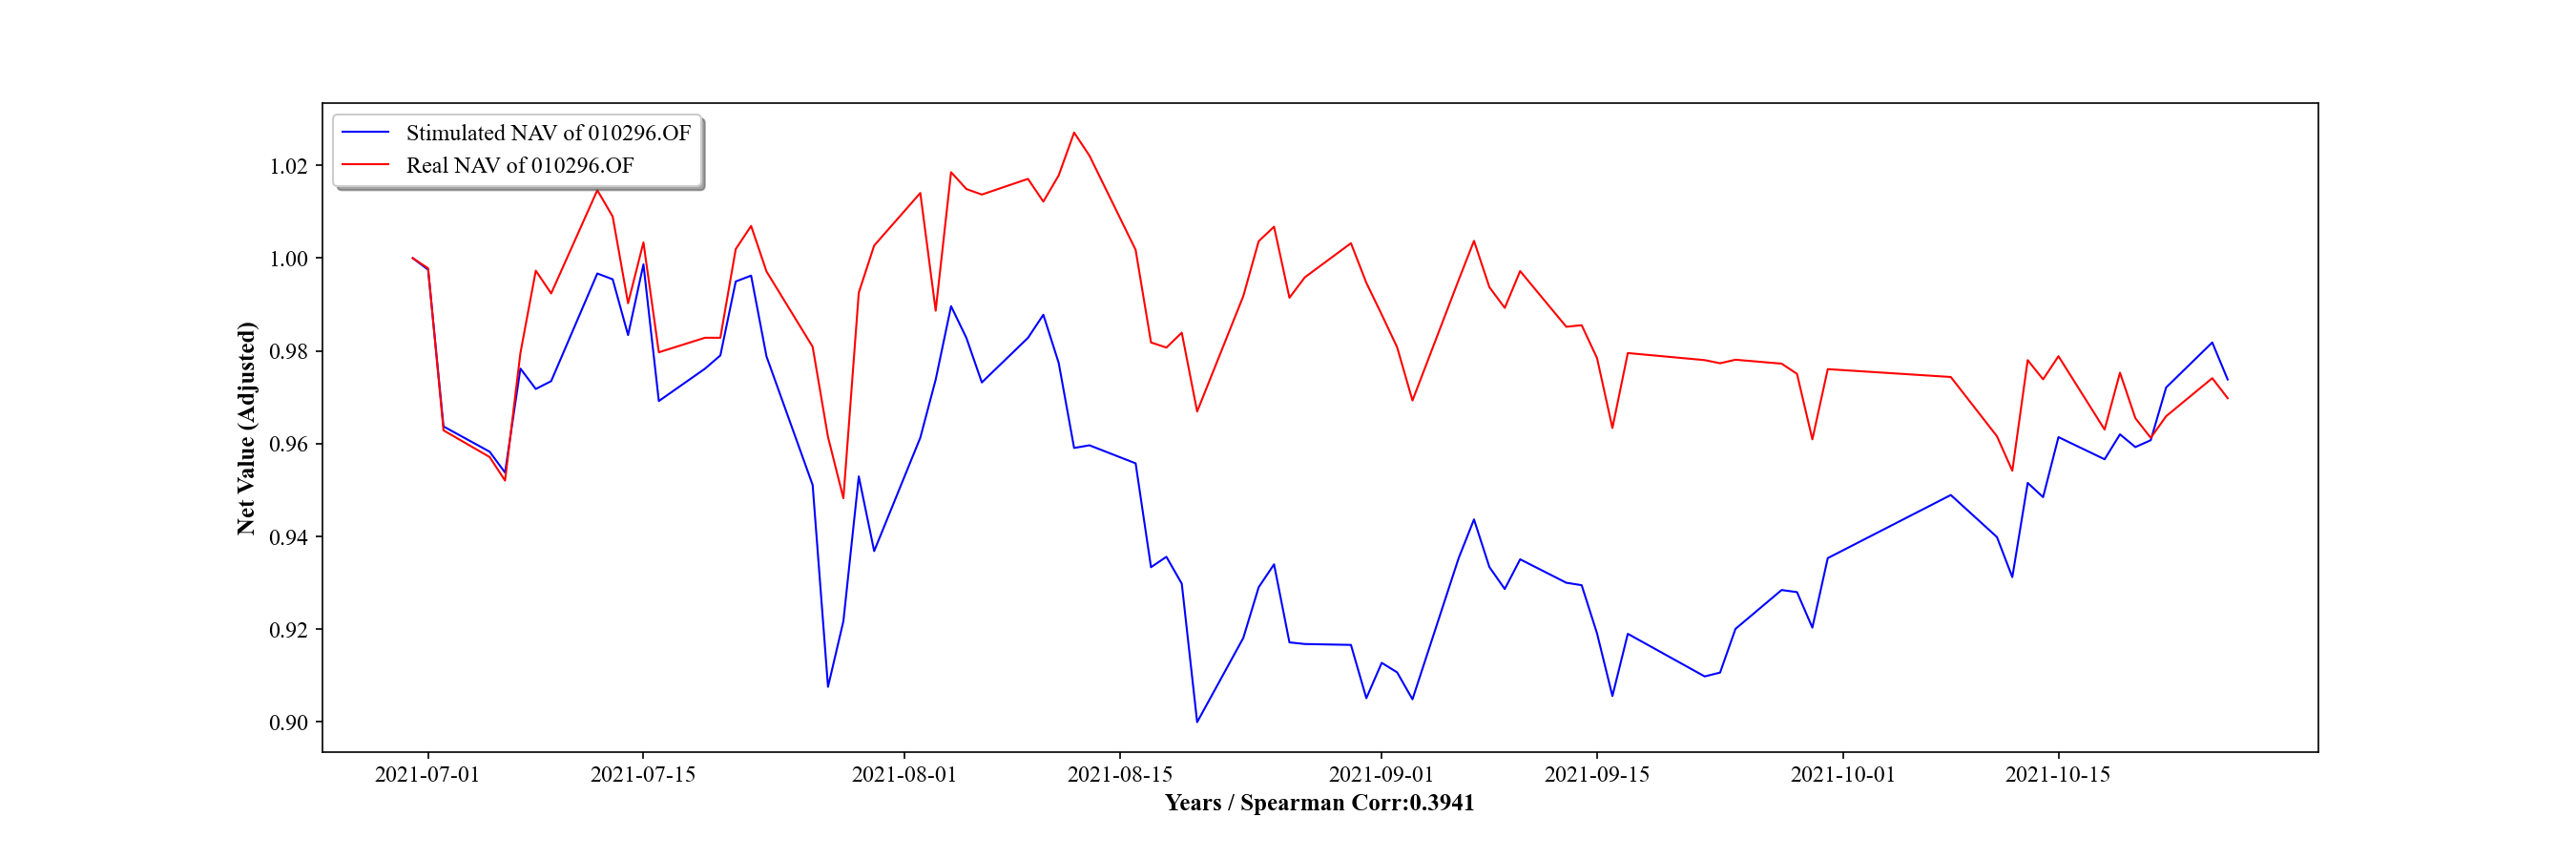 Stimulated NAV of 010296.OF
Real NAV of 010296.OF
Net Value (Adjusted)
1.02
1.00
0.98
0.96
0.94
0.92
0.90
2021-07-01 2021-07-15 2021-08-01 2021-08-15 2021-09-01 2021-09-15 2021-10-01 2021-10-15
Years / Spearman Corr:0.3941